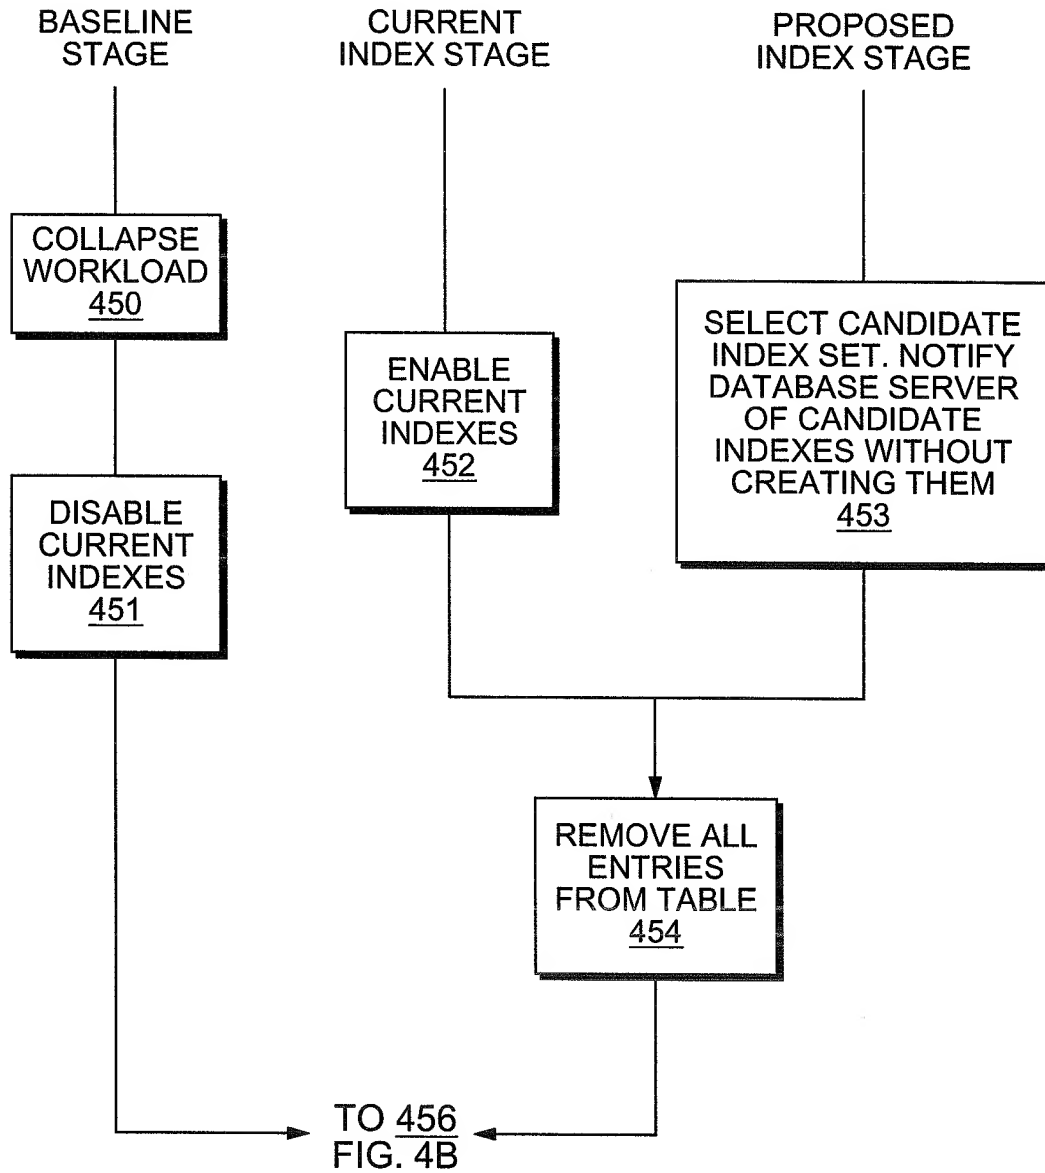 BASELINE
STAGE
CURRENT
INDEX STAGE
PROPOSED
INDEX STAGE
COLLAPSE
WORKLOAD
450
DISABLE
CURRENT
INDEXES
451
ENABLE
CURRENT
INDEXES
452
SELECT CANDIDATE
INDEX SET. NOTIFY
DATABASE SERVER
OF CANDIDATE
INDEXES WITHOUT
CREATING THEM
453
REMOVE ALL
ENTRIES
FROM TABLE
454
TO 456
FIG. 4B